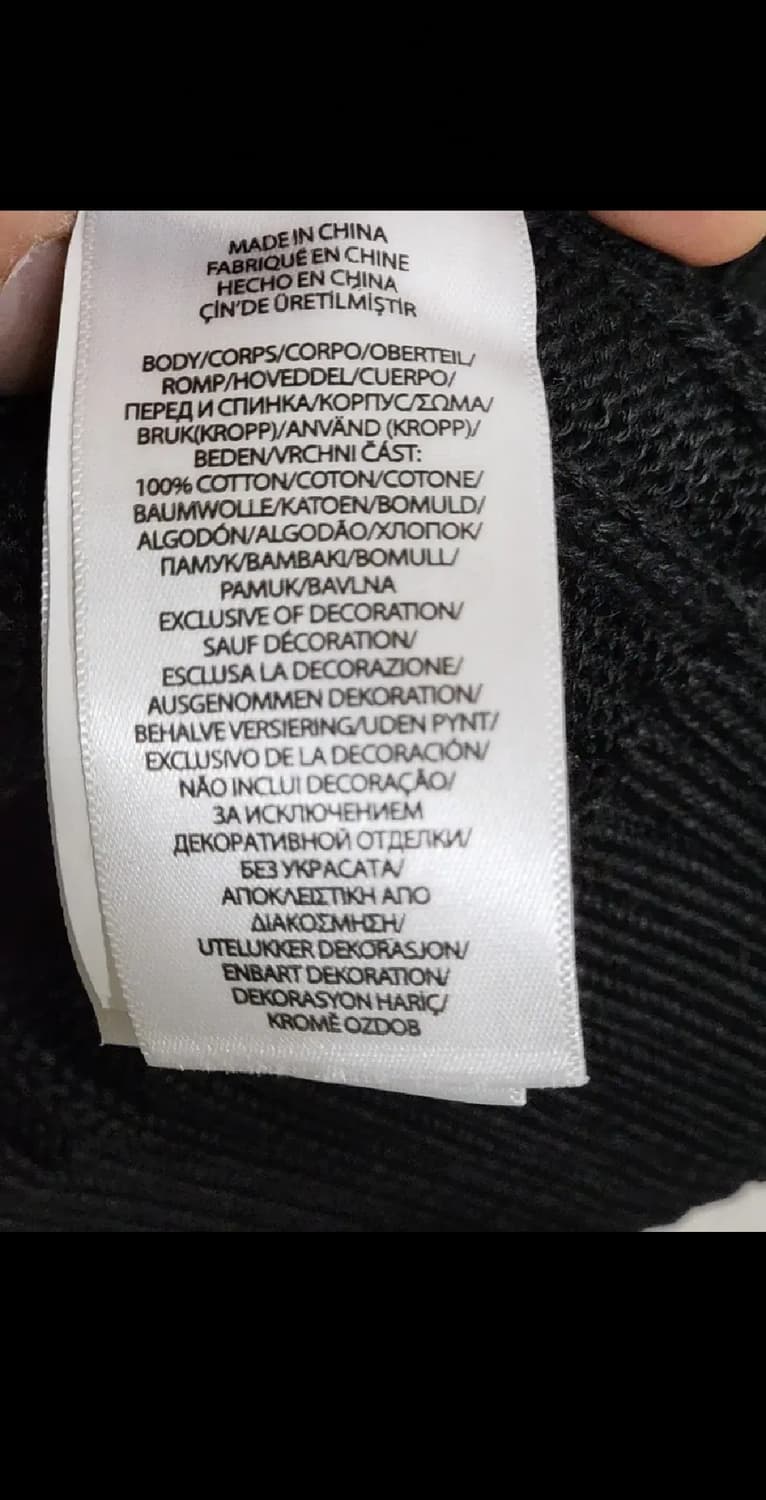 MADE IN CHINA
FABRIQUÉ EN CHINE
HECHO EN CHINA
ÇİN'DE ÜRETİLMİŞTİR
BODY/CORPS/CORPO/OBERTEIL/
ROMP/HOVEDDEL/CUERPO/
ПЕРЕД И СПИНКА/КОРПУС/ΣΩΜΑ/
BRUK(KROPP)/ANVÄND (KROPP)/
BEDEN/VRCHNI ČÁST:
100% COTTON/COTON/COTONE/
BAUMWOLLE/KATOEN/BOMULD/
ALGODÓN/ALGODÃO/ХЛОПОК/
ПАМУК/BAMBAKI/BOMULL/
PAMUK/BAVLNA
EXCLUSIVE OF DECORATION/
SAUF DÉCORATION/
ESCLUSA LA DECORAZIONE/
AUSGENOMMEN DEKORATION/
BEHALVE VERSIERING/UDEN PYNT/
EXCLUSIVO DE LA DECORACIÓN/
NÃO INCLUI DECORAÇÃO/
ЗА ИСКЛЮЧЕНИЕМ
ДЕКОРАТИВНОЙ ОТДЕЛКИ/
БЕЗ УКРАСАТА/
ΑΠΟΚΛΕΙΣΤΙΚΗ ΑΠΟ
ΔΙΑΚΟΣΜΗΣΗ/
UTELUKKER DEKORASJON/
ENBART DEKORATION/
DEKORASYON HARİÇ/
KROMĚ OZDOB